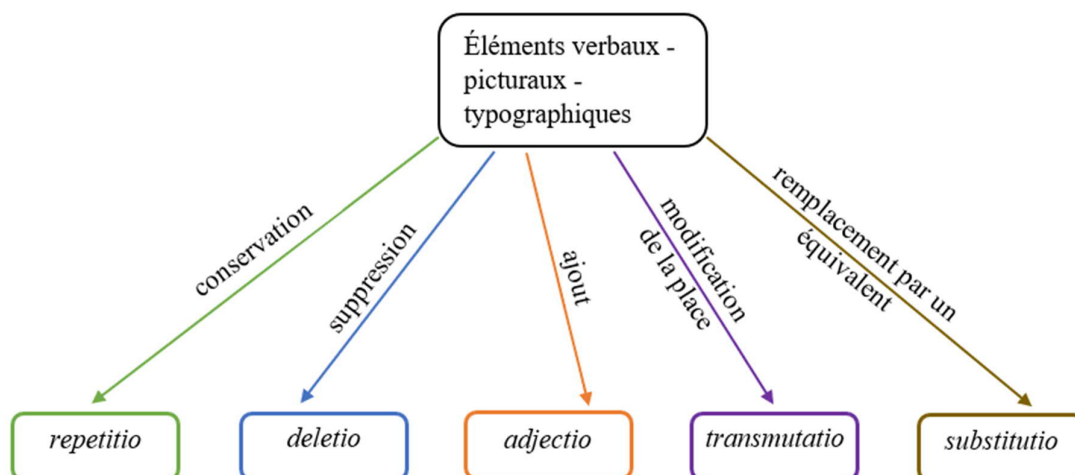 Éléments verbaux -
picturaux -
typographiques
conservation
suppression
ajout
modification
de la place
remplacement par un
équivalent
repetitio
deletio
adjectio
transmutatio
substitutio